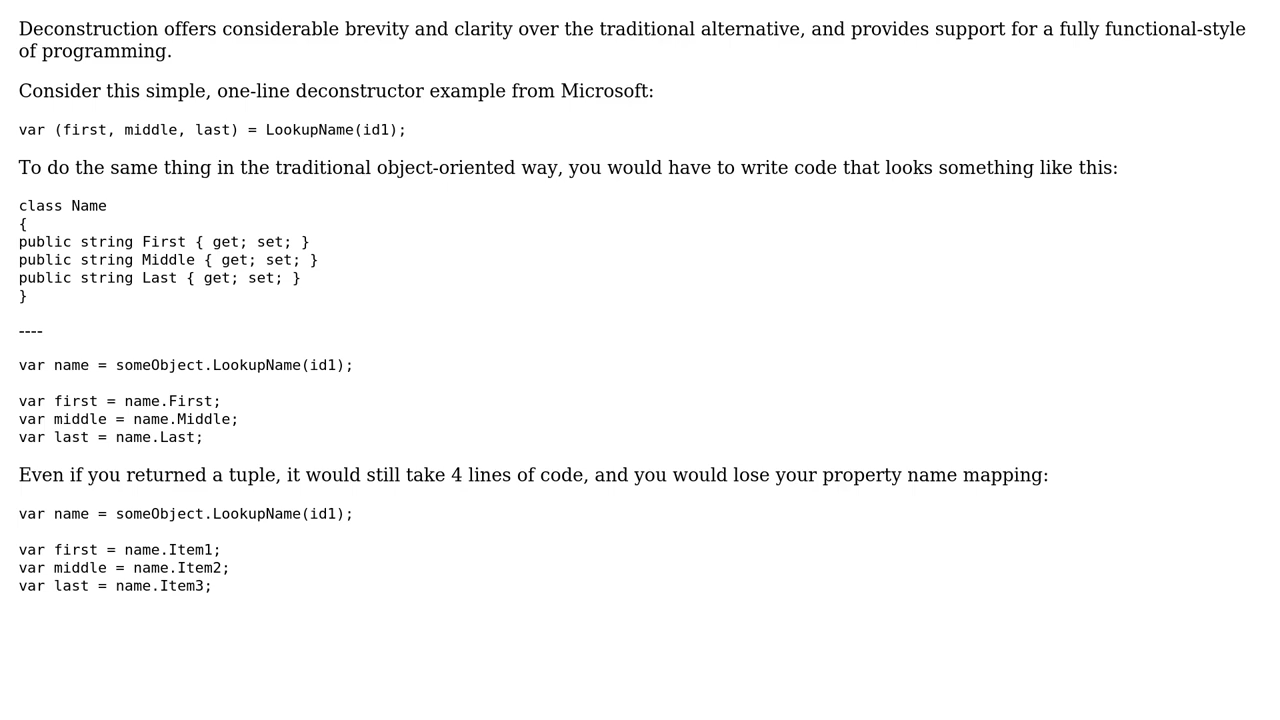 Deconstruction offers considerable brevity and clarity over the traditional alternative, and provides support for a fully functional-style
of programming.
Consider this simple, one-line deconstructor example from Microsoft:
var (first, middle, last) = LookupName(id1);
To do the same thing in the traditional object-oriented way, you would have to write code that looks something like this:
class Name
{
public string First { get; set; }
public string Middle { get; set; }
public string Last { get; set; }
}
----
var name = someObject.LookupName(id1);
var first = name.First;
var middle = name.Middle;
var last = name.Last;
Even if you returned a tuple, it would still take 4 lines of code, and you would lose your property name mapping:
var name = someObject.LookupName(id1);
var first = name.Item1;
var middle = name.Item2;
var last = name.Item3;